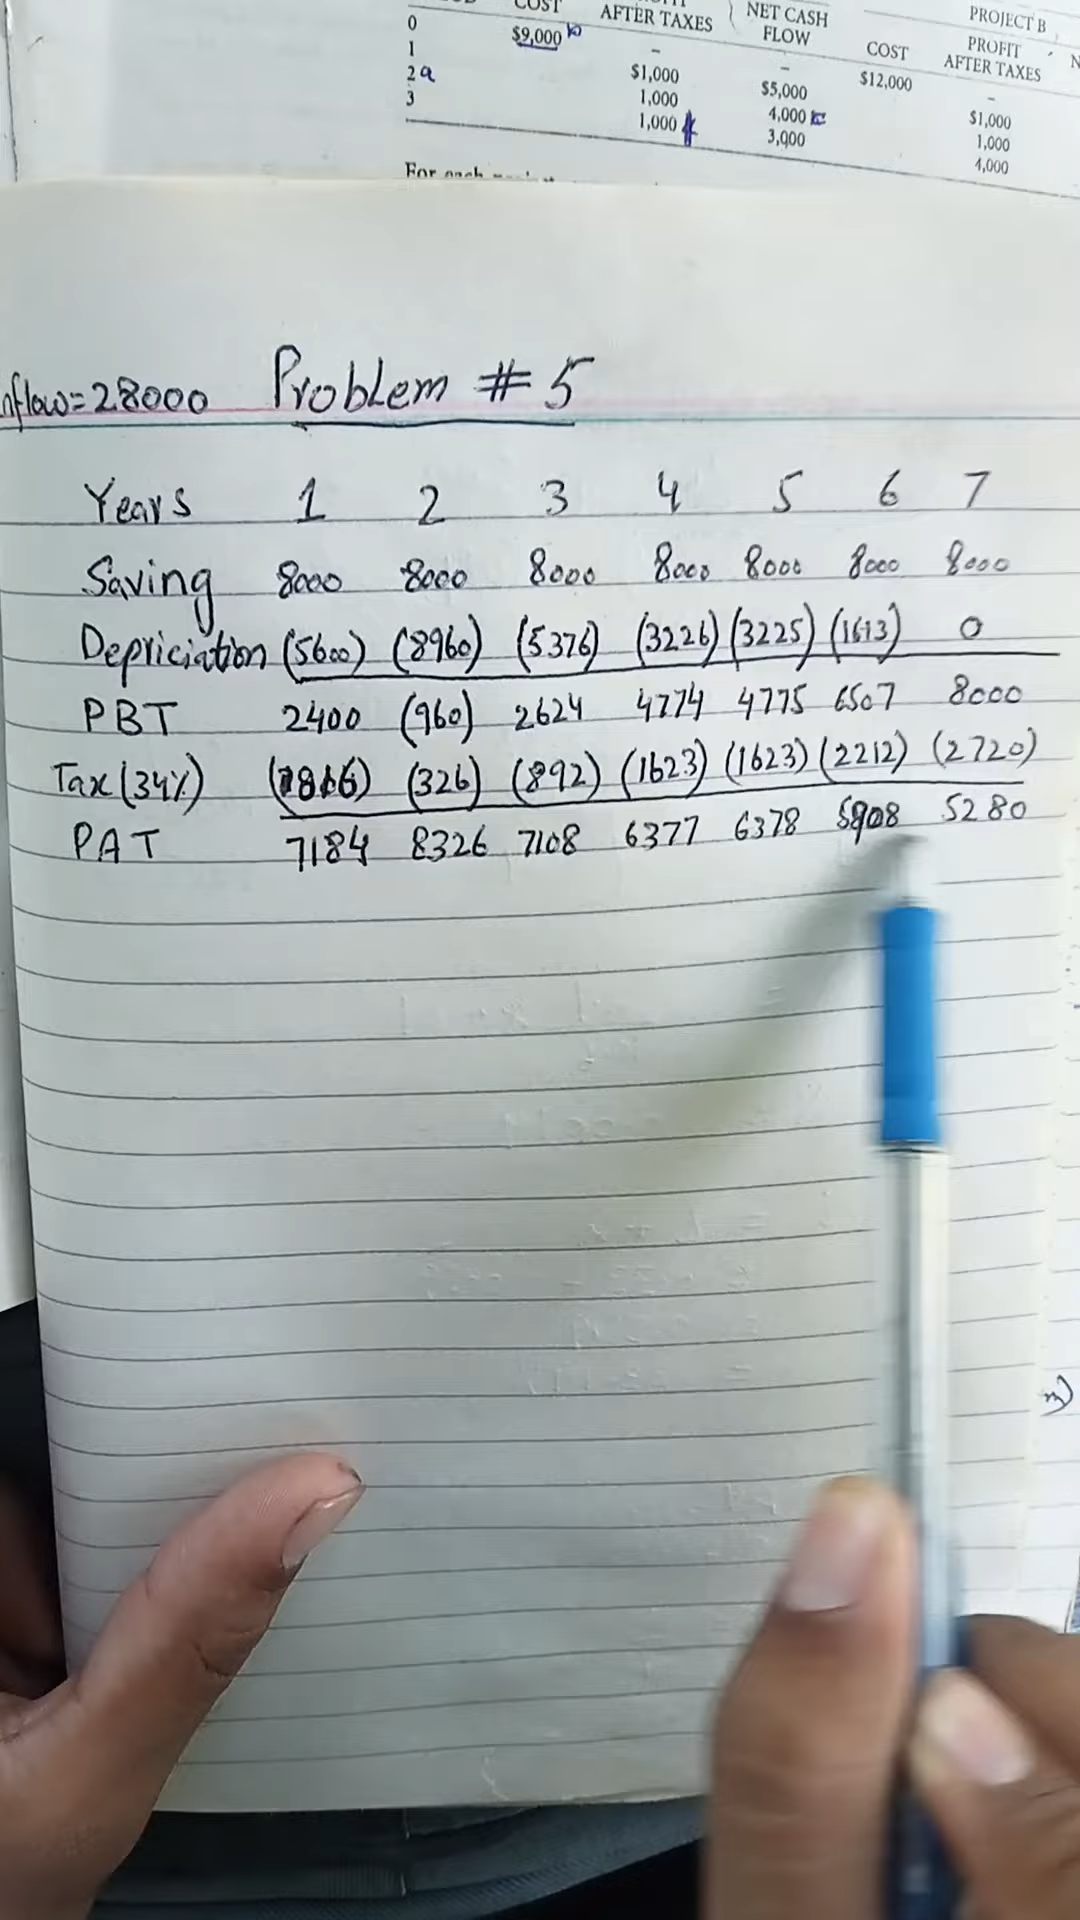 COST AFTER TAXES NET CASH FLOW PROJECT B
COST PROFIT AFTER TAXES N
0 $9,000 – – $12,000 –
1 $1,000 $5,000 $1,000
2 a 1,000 4,000 1,000
3 1,000 3,000 4,000
For each
nflow=28000 Problem # 5
Years 1 2 3 4 5 6 7
Saving 8000 8000 8000 8000 8000 8000 8000
Depriciation (5600) (8960) (5376) (3226) (3225) (1613) 0
PBT 2400 (960) 2624 4774 4775 6507 8000
Tax (34%) (816) (326) (892) (1623) (1623) (2212) (2720)
PAT 7184 8326 7108 6377 6378 5908 5280